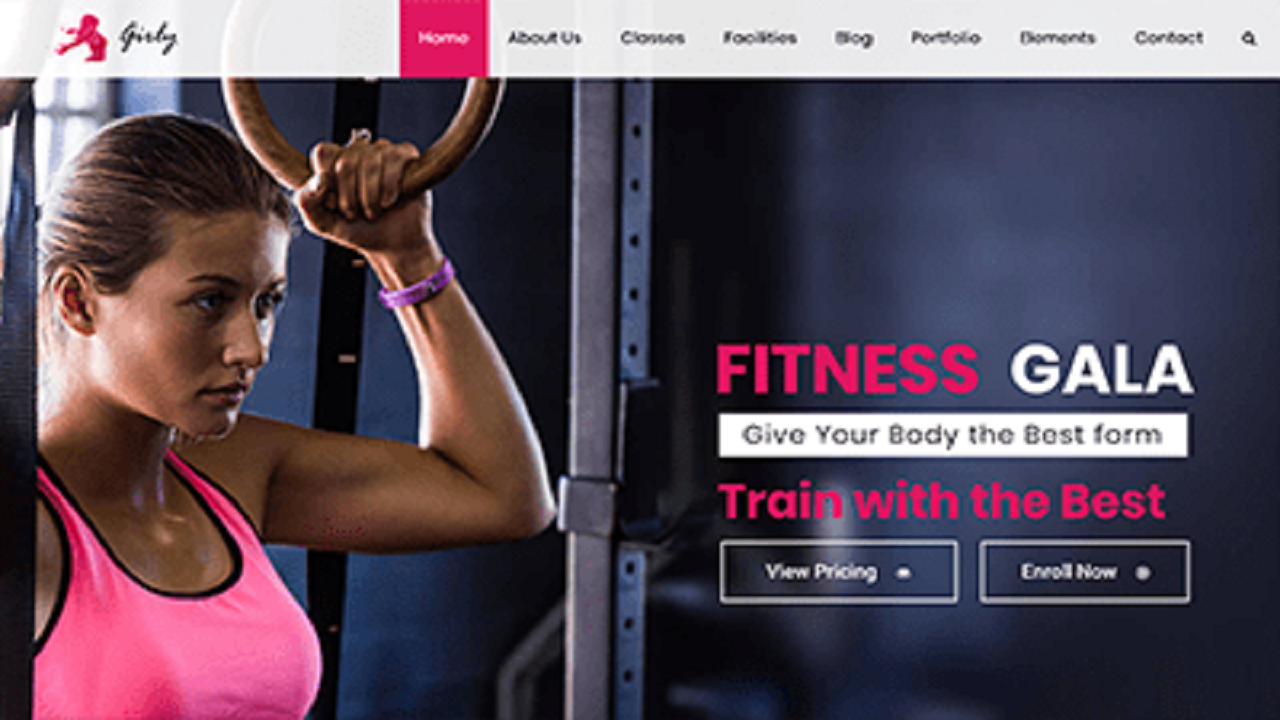 Girly
Home About Us Classes Facilities Blog Portfolio Elements Contact
FITNESS GALA
Give Your Body the Best form
Train with the Best
View Pricing Enroll Now